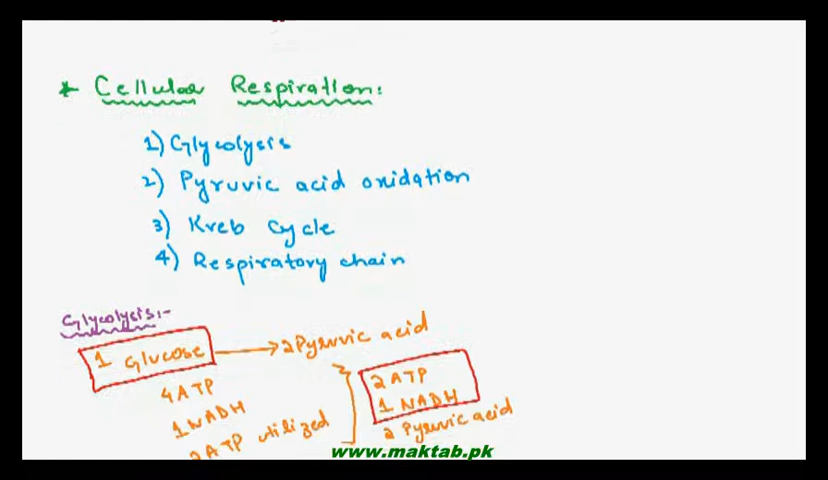 * Cellular Respiration:
1) Glycolysis
2) Pyruvic acid oxidation
3) Kreb Cycle
4) Respiratory chain
Glycolysis:-
1 Glucose → 2 Pyruvic acid
4 ATP
1 NADH
2 ATP utilized
2 ATP
1 NADH
2 Pyruvic acid
www.maktab.pk